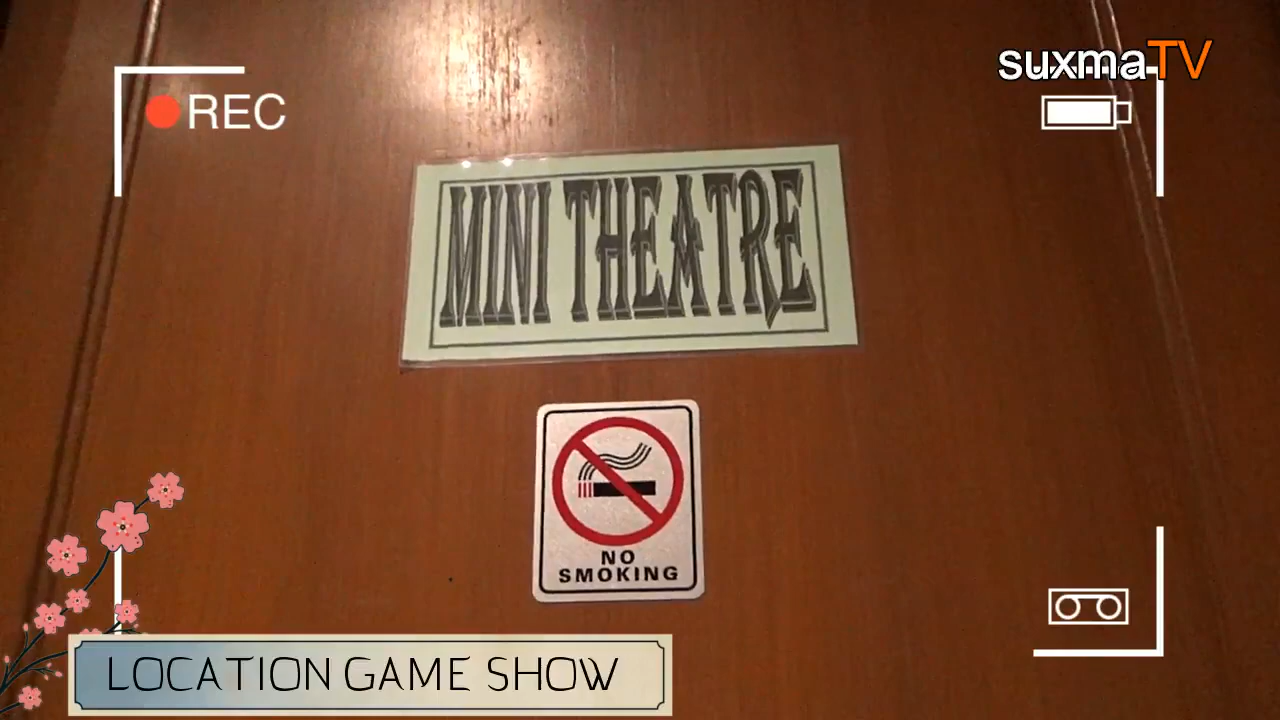 suxmaTV
REC
MINI THEATRE
NO
SMOKING
LOCATION GAME SHOW